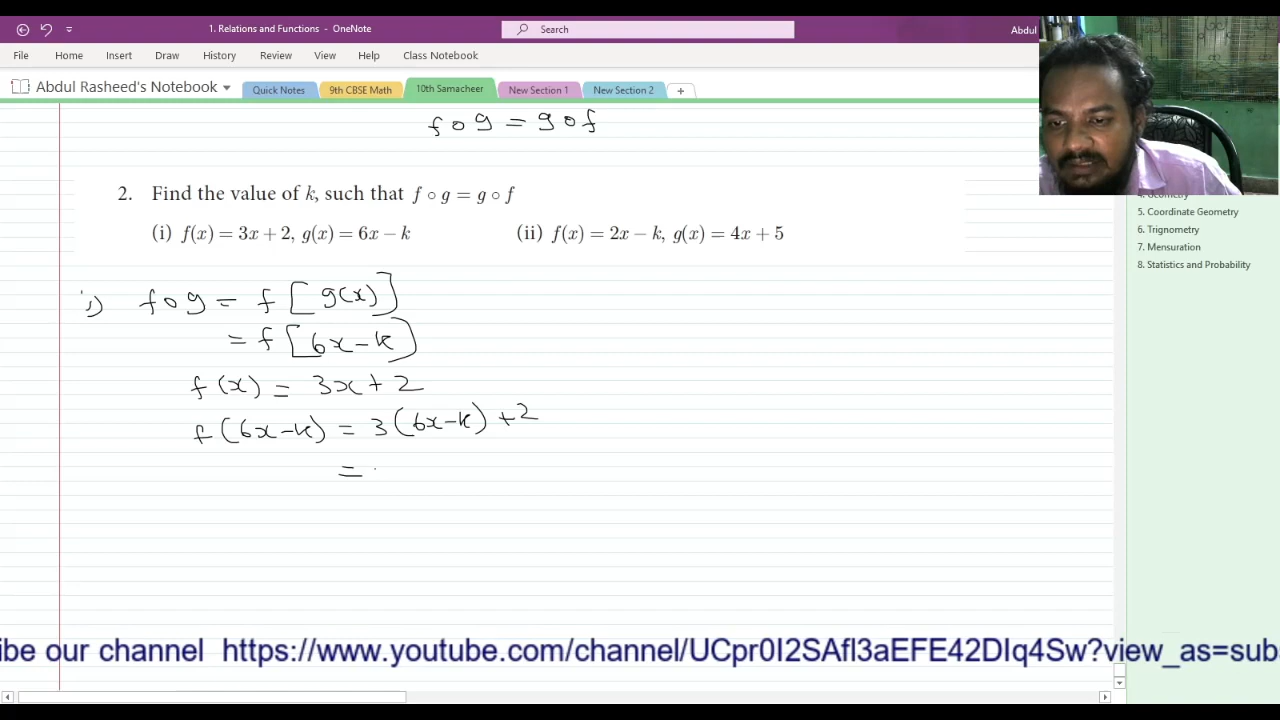 1. Relations and Functions - OneNote
Search
Abdul
File Home Insert Draw History Review View Help Class Notebook
Abdul Rasheed's Notebook
Quick Notes
9th CBSE Math
10th Samacheer
New Section 1
New Section 2
f o g = g o f
2. Find the value of k, such that f ∘ g = g ∘ f
(i) f(x) = 3x + 2, g(x) = 6x − k (ii) f(x) = 2x − k, g(x) = 4x + 5
i) f o g = f [g(x)]
= f [6x − k]
f(x) = 3x + 2
f(6x − k) = 3(6x − k) + 2
=
5. Coordinate Geometry
6. Trignometry
7. Mensuration
8. Statistics and Probability
ibe our channel https://www.youtube.com/channel/UCpr0I2SAfl3aEFE42DIq4Sw?view_as=subs